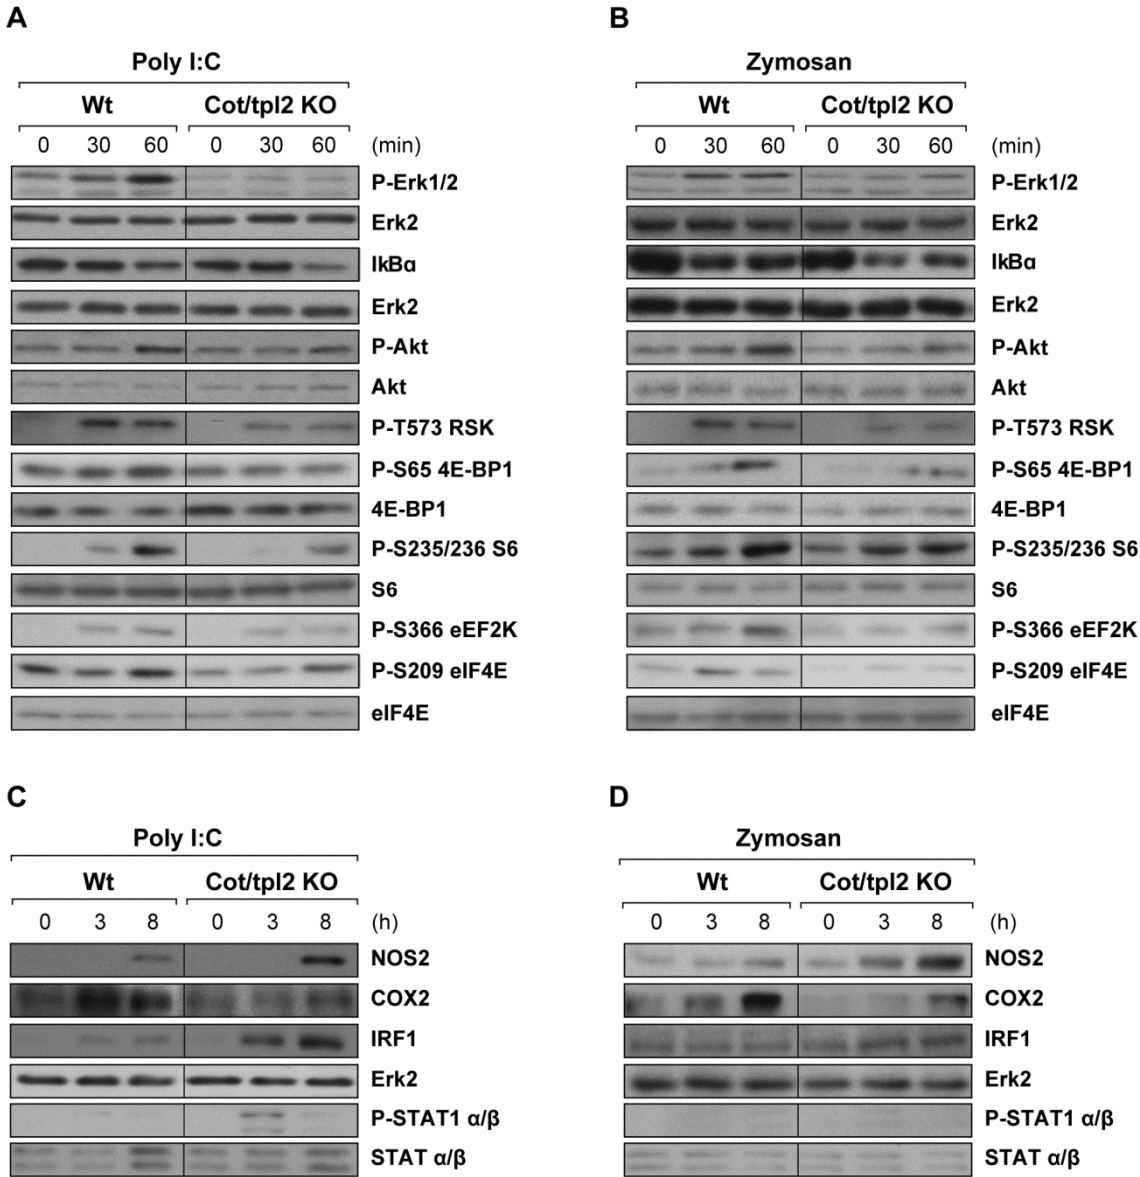 A
Poly I:C
Wt Cot/tpl2 KO
0 30 60 0 30 60 (min)
P-Erk1/2
Erk2
IkBα
Erk2
P-Akt
Akt
P-T573 RSK
P-S65 4E-BP1
4E-BP1
P-S235/236 S6
S6
P-S366 eEF2K
P-S209 eIF4E
eIF4E
B
Zymosan
Wt Cot/tpl2 KO
0 30 60 0 30 60 (min)
P-Erk1/2
Erk2
IkBα
Erk2
P-Akt
Akt
P-T573 RSK
P-S65 4E-BP1
4E-BP1
P-S235/236 S6
S6
P-S366 eEF2K
P-S209 eIF4E
eIF4E
C
Poly I:C
Wt Cot/tpl2 KO
0 3 8 0 3 8 (h)
NOS2
COX2
IRF1
Erk2
P-STAT1 α/β
STAT α/β
D
Zymosan
Wt Cot/tpl2 KO
0 3 8 0 3 8 (h)
NOS2
COX2
IRF1
Erk2
P-STAT1 α/β
STAT α/β